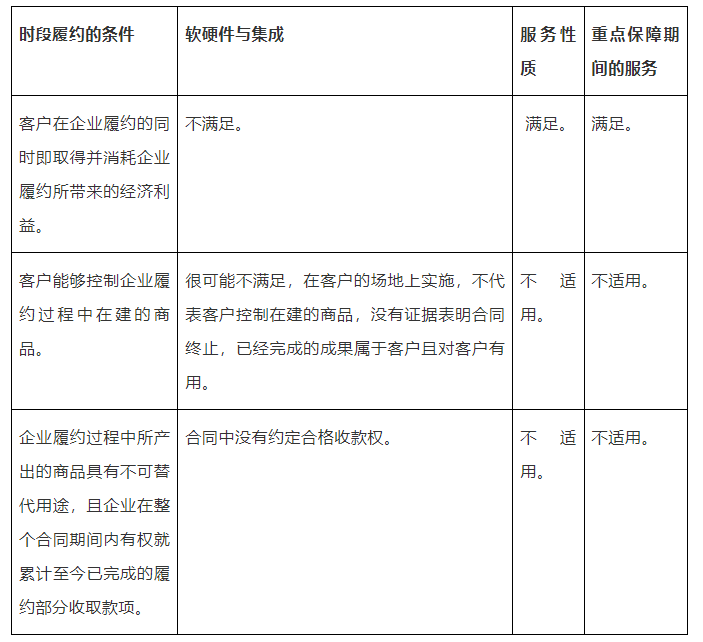 时段履约的条件
软硬件与集成
服务性
质
重点保障期
间的服务
客户在企业履约的同
时即取得并消耗企业
履约所带来的经济利
益。
不满足。
满足。
满足。
客户能够控制企业履
约过程中在建的商
品。
很可能不满足，在客户的场地上实施，不代
表客户控制在建的商品，没有证据表明合同
终止，已经完成的成果属于客户且对客户有
用。
不适
用。
不适用。
企业履约过程中所产
出的商品具有不可替
代用途，且企业在整
个合同期间内有权就
累计至今已完成的履
约部分收取款项。
合同中没有约定合格收款权。
不适
用。
不适用。